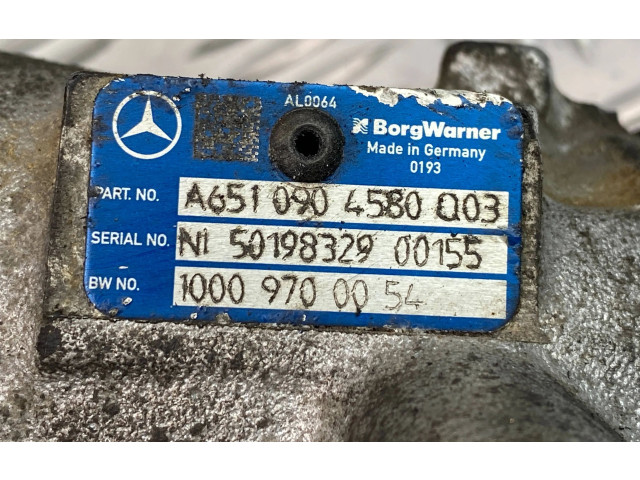 AL0064
BorgWarner
Made in Germany
0193
PART. NO. A651 090 4580 Q03
SERIAL NO. N1 50198329 00155
BW NO. 1000 970 00 54